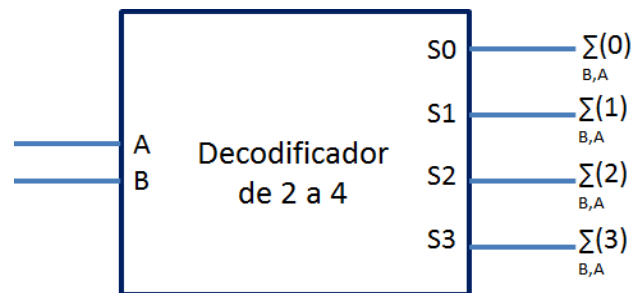 S0 ∑(0)
B,A
S1 ∑(1)
B,A
A
Decodificador
B
de 2 a 4
S2 ∑(2)
B,A
S3 ∑(3)
B,A